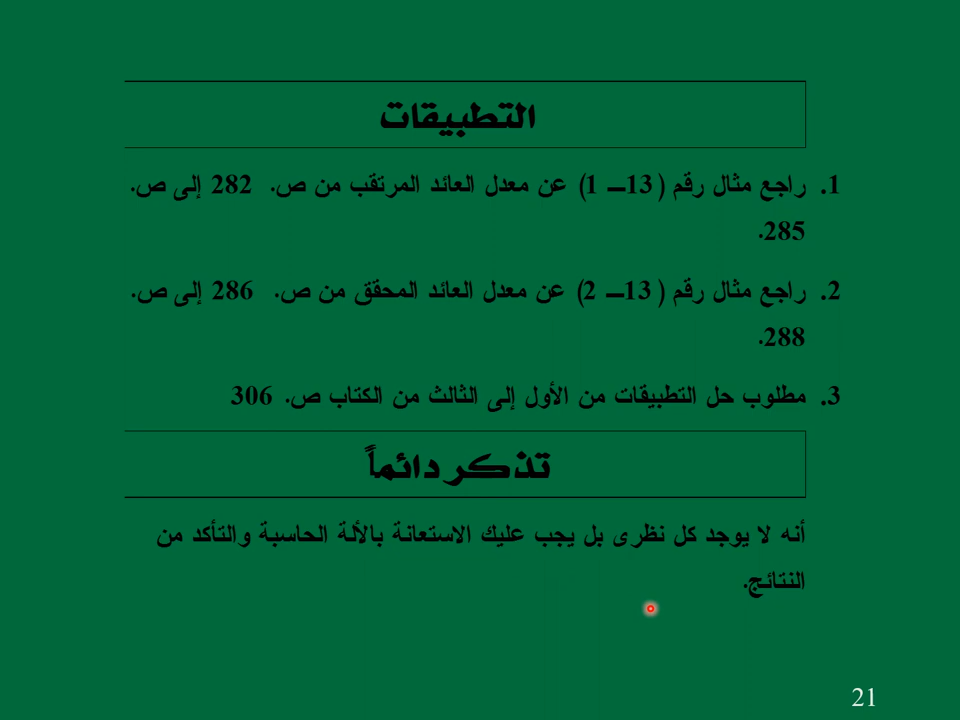 التطبيقات
1. راجع مثال رقم ( 13ــ 1) عن معدل العائد المرتقب من ص. 282 إلى ص.
285.
2. راجع مثال رقم ( 13ــ 2) عن معدل العائد المحقق من ص. 286 إلى ص.
288.
3. مطلوب حل التطبيقات من الأول إلى الثالث من الكتاب ص. 306
تذكر دائماً
أنه لا يوجد كل نظرى بل يجب عليك الاستعانة بالألة الحاسبة والتأكد من
النتائج.
21